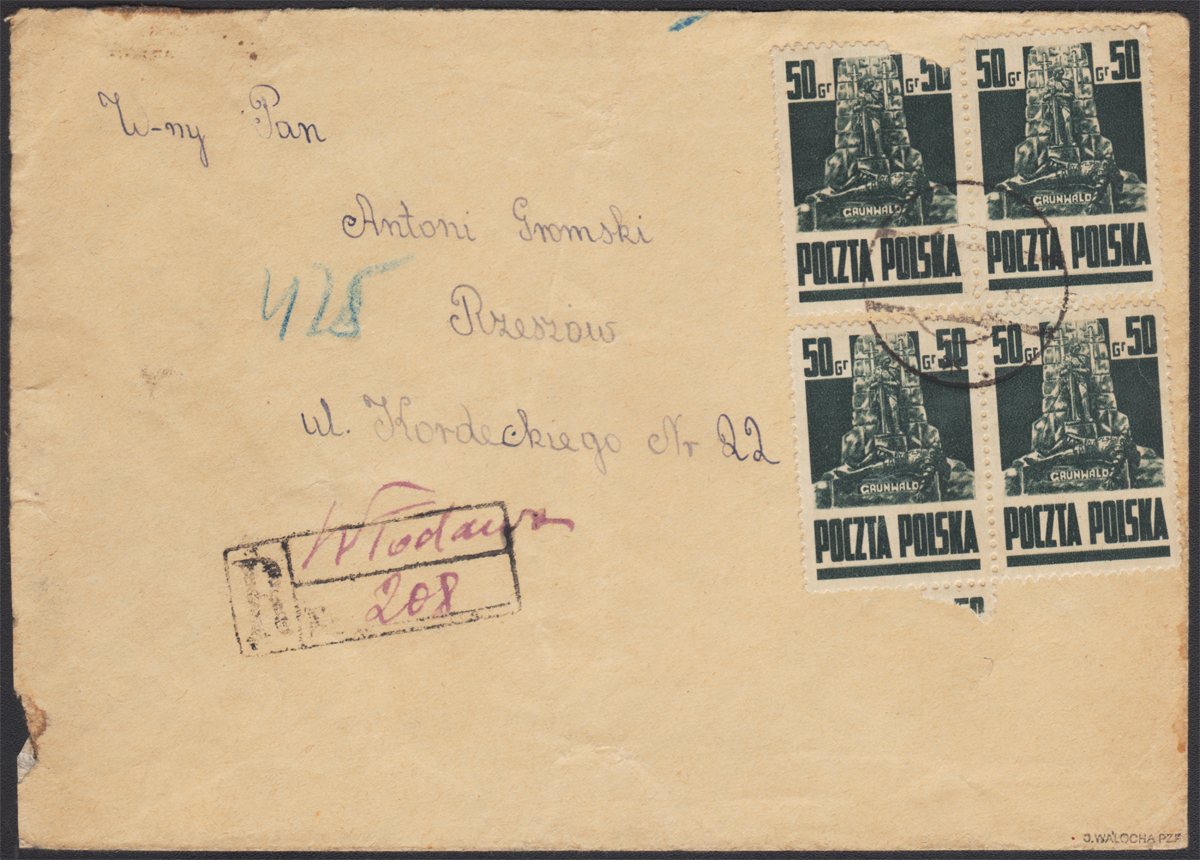 W-ny Pan
Antoni Gromski
425
Rzeszów
ul. Kordeckiego Nr 22
R
Włodawa
208
50 Gr Gr 50
GRUNWALD
POCZTA POLSKA
50 Gr Gr 50
GRUNWALD
POCZTA POLSKA
50 Gr Gr 50
GRUNWALD
POCZTA POLSKA
50 Gr Gr 50
GRUNWALD
POCZTA POLSKA
50
J. WALOCHA PZF